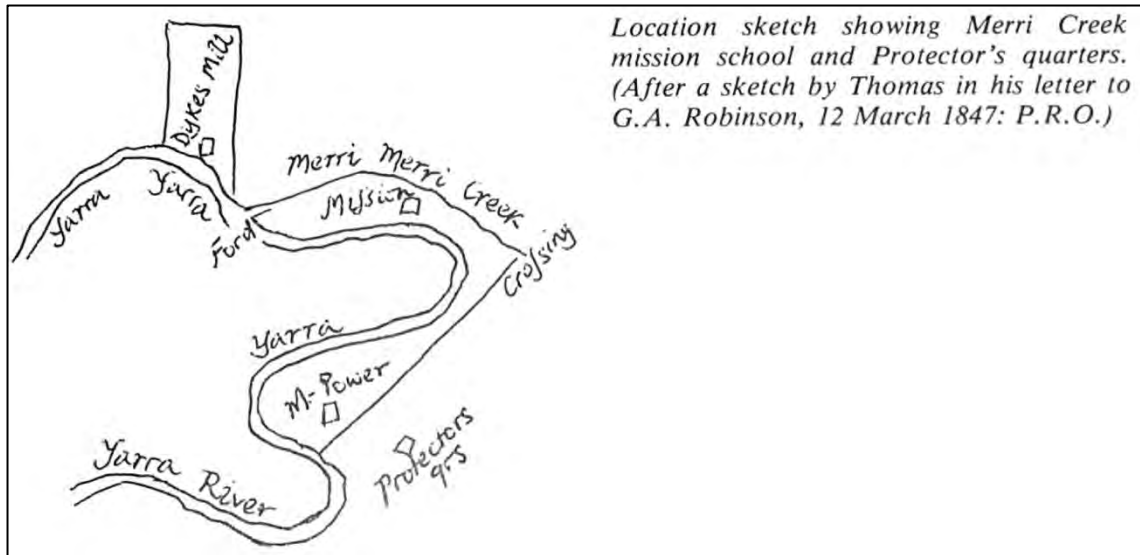 Location sketch showing Merri Creek
mission school and Protector's quarters.
(After a sketch by Thomas in his letter to
G.A. Robinson, 12 March 1847: P.R.O.)
Dykes Mill
Yarra Yarra
Merri Merri Creek
Mission
Ford
Crossing
Yarra
Mr Power
Protectors
qrs
Yarra River